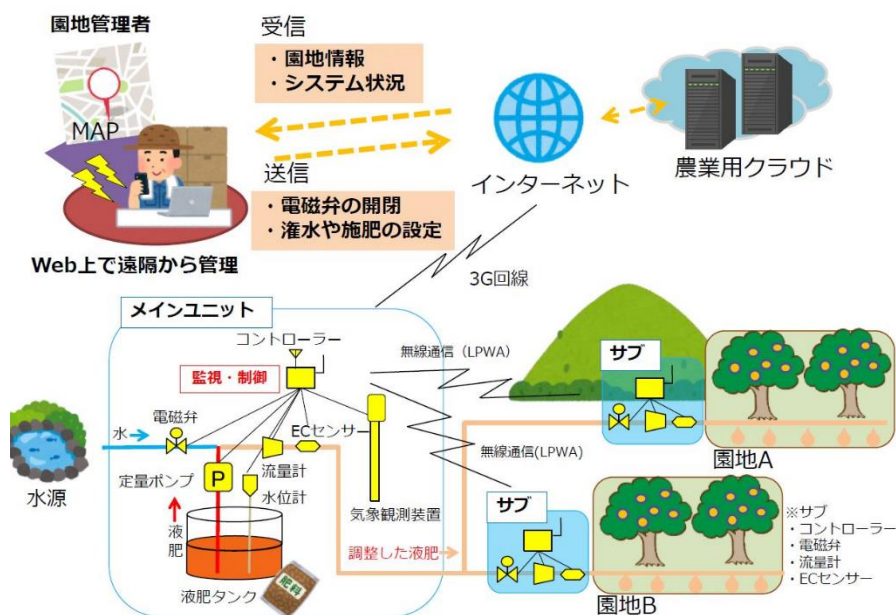 園地管理者
MAP
Web上で遠隔から管理
受信
・園地情報
・システム状況
送信
・電磁弁の開閉
・潅水や施肥の設定
インターネット
農業用クラウド
3G回線
メインユニット
コントローラー
監視・制御
電磁弁
水
水源
定量ポンプ
P
液肥
液肥タンク
肥料
ECセンサー
流量計
水位計
気象観測装置
調整した液肥
無線通信（LPWA）
無線通信(LPWA)
サブ
園地A
サブ
園地B
※サブ
・コントローラー
・電磁弁
・流量計
・ECセンサー